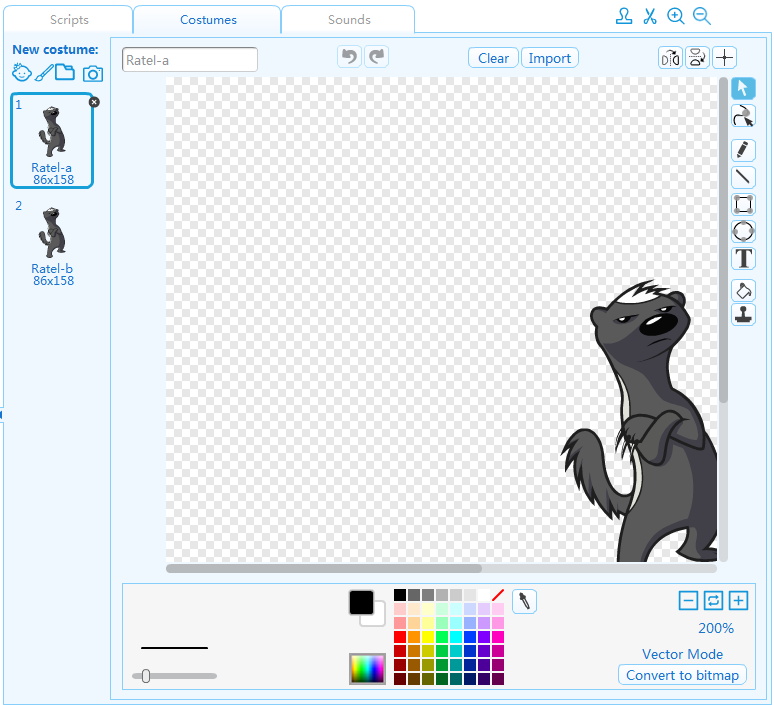 Scripts
Costumes
Sounds
New costume:
Ratel-a
Clear
Import
1
Ratel-a
86x158
2
Ratel-b
86x158
T
200%
Vector Mode
Convert to bitmap